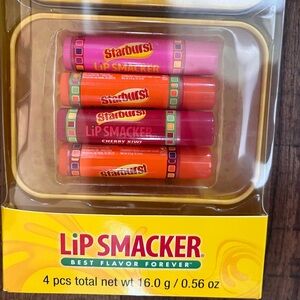 Starburst
LiP SMACKER
Starburst
Starburst
LiP SMACKER
CHERRY KIWI
Starburst
LiP SMACKER
BEST FLAVOR FOREVER
4 pcs total net wt 16.0 g / 0.56 oz